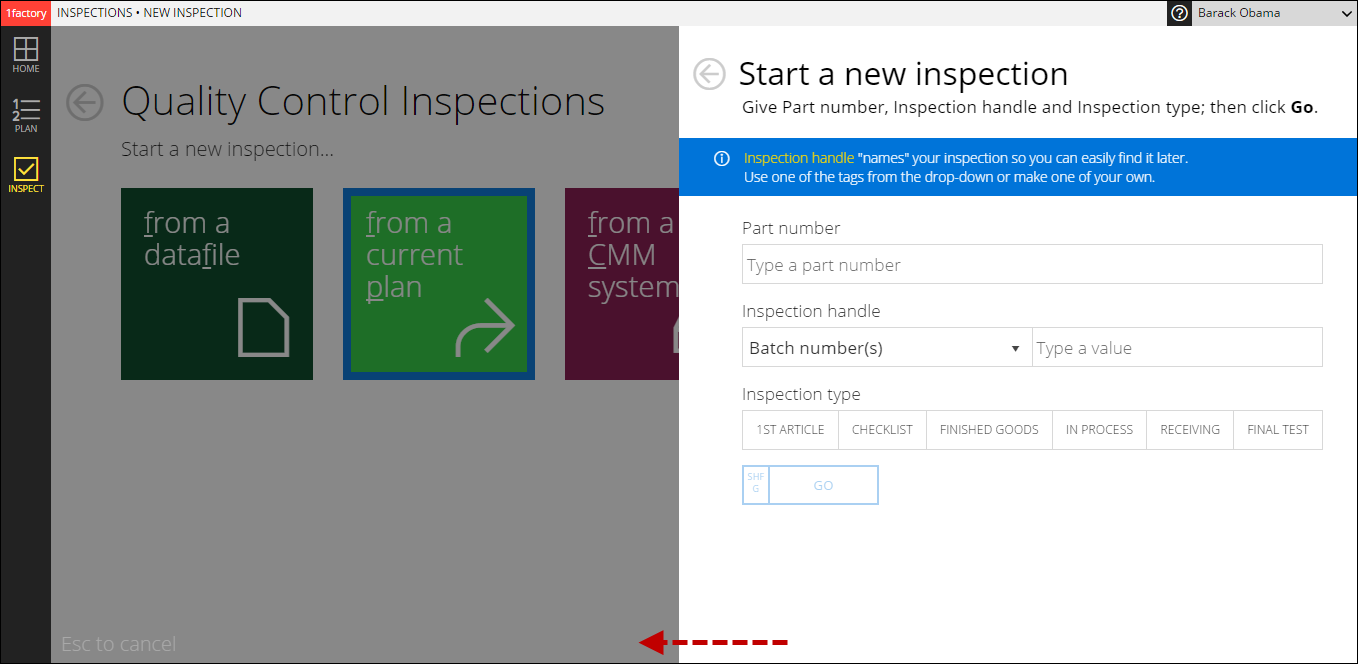 1factory
INSPECTIONS • NEW INSPECTION
Barack Obama
HOME
PLAN
INSPECT
Quality Control Inspections
Start a new inspection...
from a
datafile
from a
current
plan
from a
CMM
system
Esc to cancel
Start a new inspection
Give Part number, Inspection handle and Inspection type; then click Go.
Inspection handle "names" your inspection so you can easily find it later.
Use one of the tags from the drop-down or make one of your own.
Part number
Type a part number
Inspection handle
Batch number(s) Type a value
Inspection type
1ST ARTICLE CHECKLIST FINISHED GOODS IN PROCESS RECEIVING FINAL TEST
SHF
G
GO